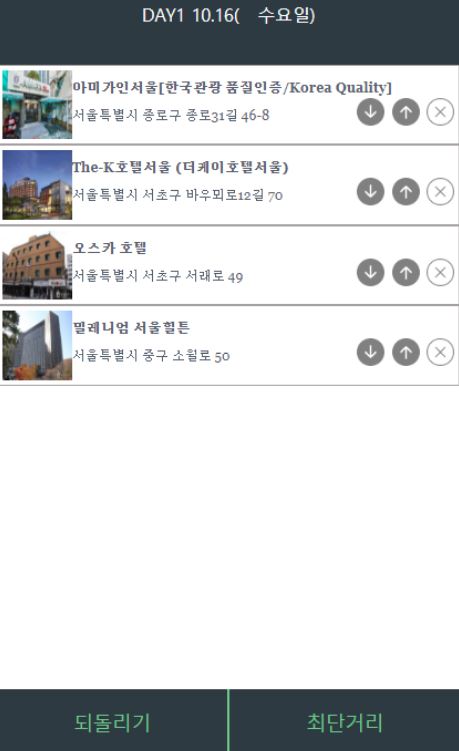 DAY1 10.16( 수요일)
아미가인서울[한국관광 품질인증/Korea Quality]
서울특별시 종로구 종로31길 46-8
The-K호텔서울 (더케이호텔서울)
서울특별시 서초구 바우뫼로12길 70
오스카 호텔
서울특별시 서초구 서래로 49
밀레니엄 서울힐튼
서울특별시 중구 소월로 50
되돌리기
최단거리